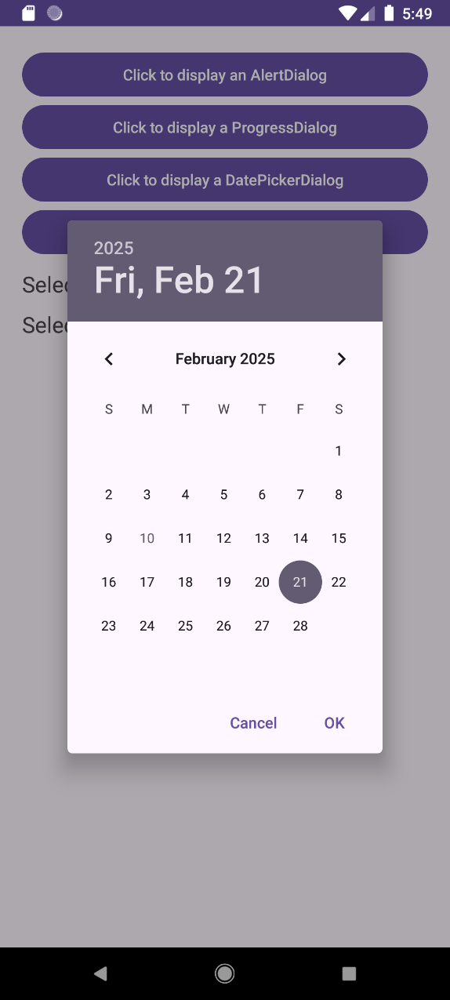 5:49
Click to display an AlertDialog
Click to display a ProgressDialog
Click to display a DatePickerDialog
2025
Fri, Feb 21
February 2025
S M T W T F S
1
2 3 4 5 6 7 8
9 10 11 12 13 14 15
16 17 18 19 20 21 22
23 24 25 26 27 28
Cancel OK